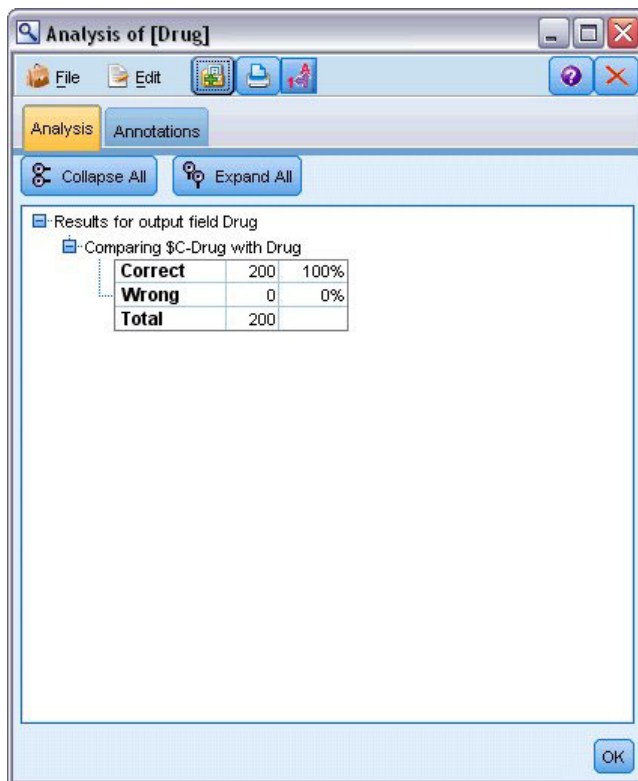 Analysis of [Drug]
File Edit
Analysis Annotations
Collapse All Expand All
Results for output field Drug
Comparing $C-Drug with Drug
Correct 200 100%
Wrong 0 0%
Total 200
OK